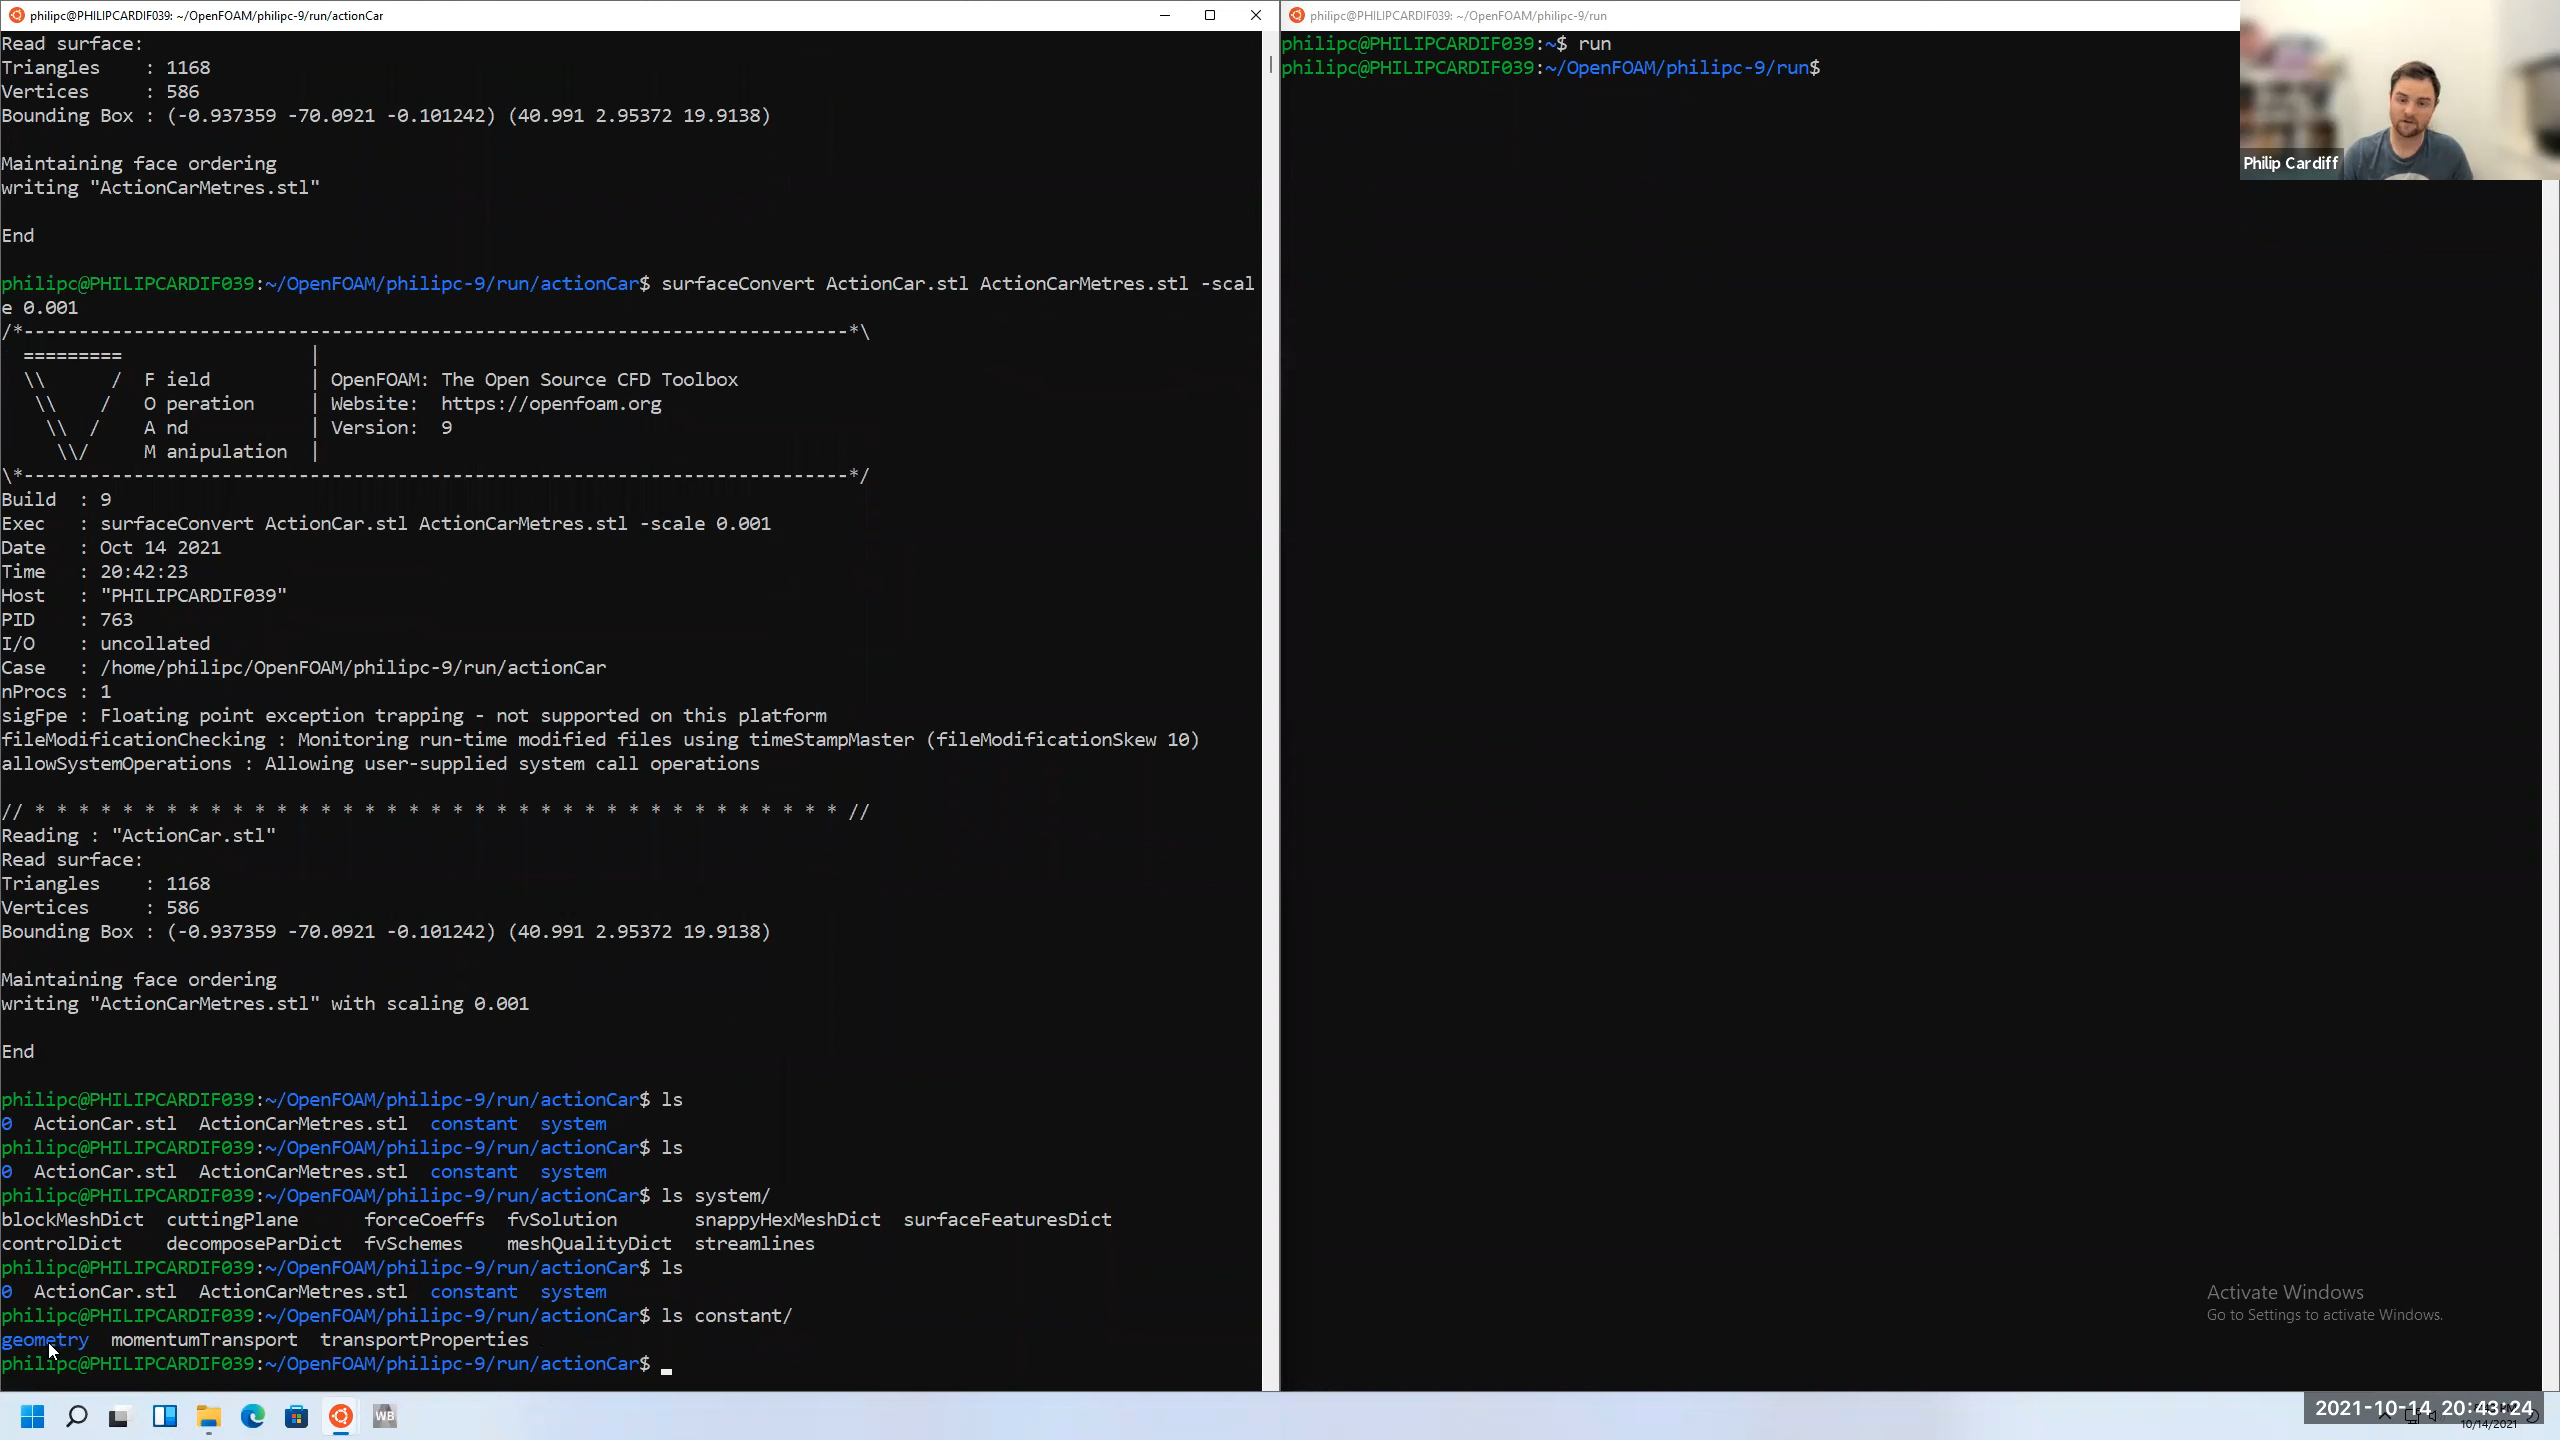 philipc@PHILIPCARDIF039: ~/OpenFOAM/philipc-9/run/actionCar
Read surface:
Triangles    : 1168
Vertices     : 586
Bounding Box : (-0.937359 -70.0921 -0.101242) (40.991 2.95372 19.9138)
Maintaining face ordering
writing "ActionCarMetres.stl"
End
philipc@PHILIPCARDIF039:~/OpenFOAM/philipc-9/run/actionCar$ surfaceConvert ActionCar.stl ActionCarMetres.stl -scal
e 0.001
/*---------------------------------------------------------------------------*\
  =========                 |
  \\      /  F ield         | OpenFOAM: The Open Source CFD Toolbox
   \\    /   O peration     | Website:  https://openfoam.org
    \\  /    A nd           | Version:  9
     \\/     M anipulation  |
\*---------------------------------------------------------------------------*/
Build  : 9
Exec   : surfaceConvert ActionCar.stl ActionCarMetres.stl -scale 0.001
Date   : Oct 14 2021
Time   : 20:42:23
Host   : "PHILIPCARDIF039"
PID    : 763
I/O    : uncollated
Case   : /home/philipc/OpenFOAM/philipc-9/run/actionCar
nProcs : 1
sigFpe : Floating point exception trapping - not supported on this platform
fileModificationChecking : Monitoring run-time modified files using timeStampMaster (fileModificationSkew 10)
allowSystemOperations : Allowing user-supplied system call operations
// * * * * * * * * * * * * * * * * * * * * * * * * * * * * * * * * * * * * * //
Reading : "ActionCar.stl"
Read surface:
Triangles    : 1168
Vertices     : 586
Bounding Box : (-0.937359 -70.0921 -0.101242) (40.991 2.95372 19.9138)
Maintaining face ordering
writing "ActionCarMetres.stl" with scaling 0.001
End
philipc@PHILIPCARDIF039:~/OpenFOAM/philipc-9/run/actionCar$ ls
0  ActionCar.stl  ActionCarMetres.stl  constant  system
philipc@PHILIPCARDIF039:~/OpenFOAM/philipc-9/run/actionCar$ ls
0  ActionCar.stl  ActionCarMetres.stl  constant  system
philipc@PHILIPCARDIF039:~/OpenFOAM/philipc-9/run/actionCar$ ls system/
blockMeshDict  cuttingPlane      forceCoeffs  fvSolution       snappyHexMeshDict  surfaceFeaturesDict
controlDict    decomposeParDict  fvSchemes    meshQualityDict  streamlines
philipc@PHILIPCARDIF039:~/OpenFOAM/philipc-9/run/actionCar$ ls
0  ActionCar.stl  ActionCarMetres.stl  constant  system
philipc@PHILIPCARDIF039:~/OpenFOAM/philipc-9/run/actionCar$ ls constant/
geometry  momentumTransport  transportProperties
philipc@PHILIPCARDIF039:~/OpenFOAM/philipc-9/run/actionCar$
philipc@PHILIPCARDIF039: ~/OpenFOAM/philipc-9/run
philipc@PHILIPCARDIF039:~$ run
philipc@PHILIPCARDIF039:~/OpenFOAM/philipc-9/run$
Philip Cardiff
Activate Windows
Go to Settings to activate Windows.
WB
2021-10-14 20:43:24
10/14/2021